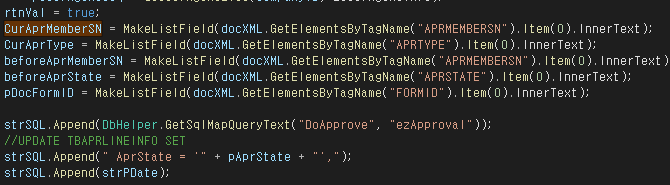 rtnVal = true;
CurAprMemberSN = MakeListField(docXML.GetElementsByTagName("APRMEMBERSN").Item(0).InnerText);
CurAprType = MakeListField(docXML.GetElementsByTagName("APRTYPE").Item(0).InnerText);
beforeAprMemberSN = MakeListField(docXML.GetElementsByTagName("APRMEMBERSN").Item(0).InnerText);
beforeAprState = MakeListField(docXML.GetElementsByTagName("APRSTATE").Item(0).InnerText);
pDocFormID = MakeListField(docXML.GetElementsByTagName("FORMID").Item(0).InnerText);
strSQL.Append(DbHelper.GetSqlMapQueryText("DoApprove", "ezApproval"));
//UPDATE TBAPRLINEINFO SET
strSQL.Append(" AprState = '" + pAprState + "',");
strSQL.Append(strPDate);